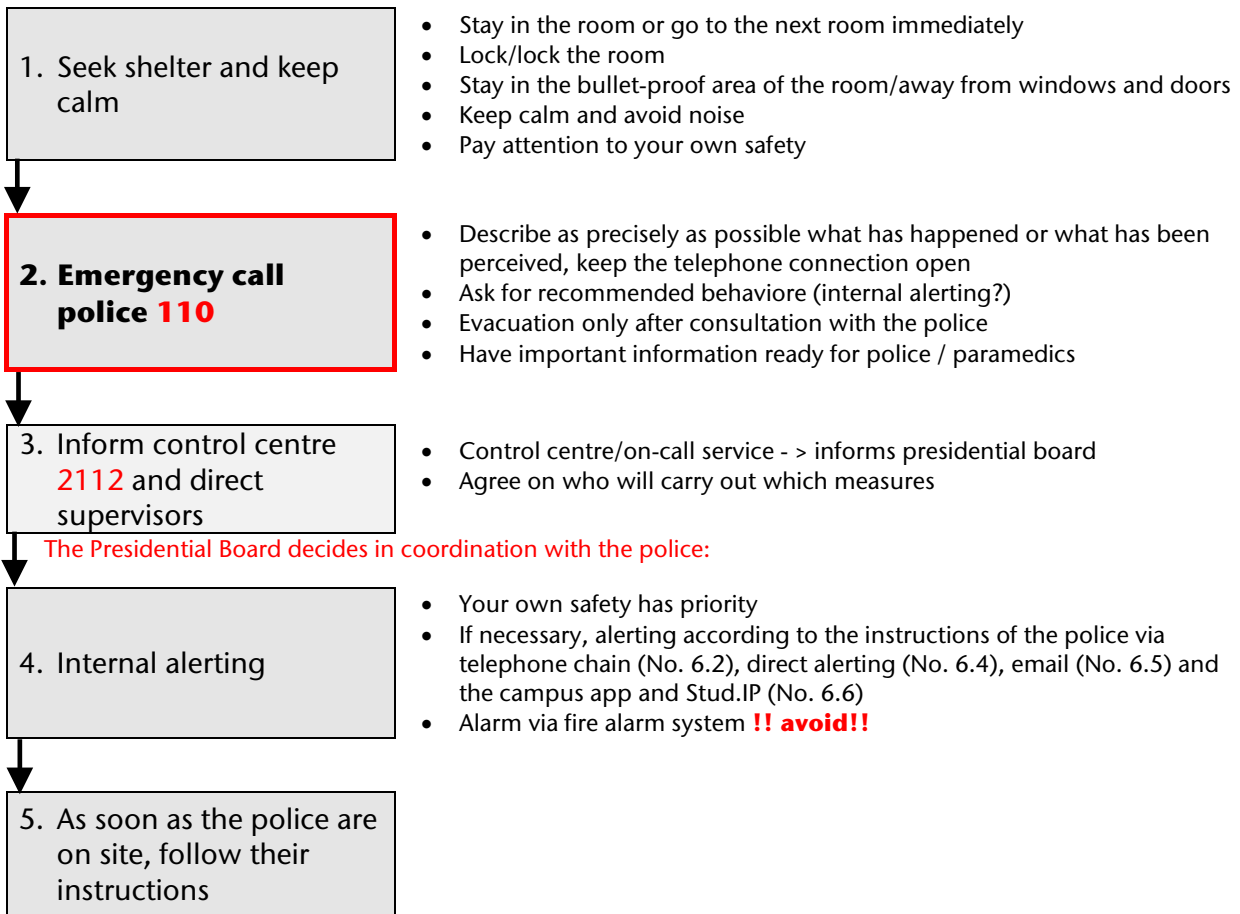 1. Seek shelter and keep
calm
• Stay in the room or go to the next room immediately
• Lock/lock the room
• Stay in the bullet-proof area of the room/away from windows and doors
• Keep calm and avoid noise
• Pay attention to your own safety
2. Emergency call
police 110
• Describe as precisely as possible what has happened or what has been
perceived, keep the telephone connection open
• Ask for recommended behaviore (internal alerting?)
• Evacuation only after consultation with the police
• Have important information ready for police / paramedics
3. Inform control centre
2112 and direct
supervisors
• Control centre/on-call service - > informs presidential board
• Agree on who will carry out which measures
The Presidential Board decides in coordination with the police:
4. Internal alerting
• Your own safety has priority
• If necessary, alerting according to the instructions of the police via
telephone chain (No. 6.2), direct alerting (No. 6.4), email (No. 6.5) and
the campus app and Stud.IP (No. 6.6)
• Alarm via fire alarm system !! avoid!!
5. As soon as the police are
on site, follow their
instructions